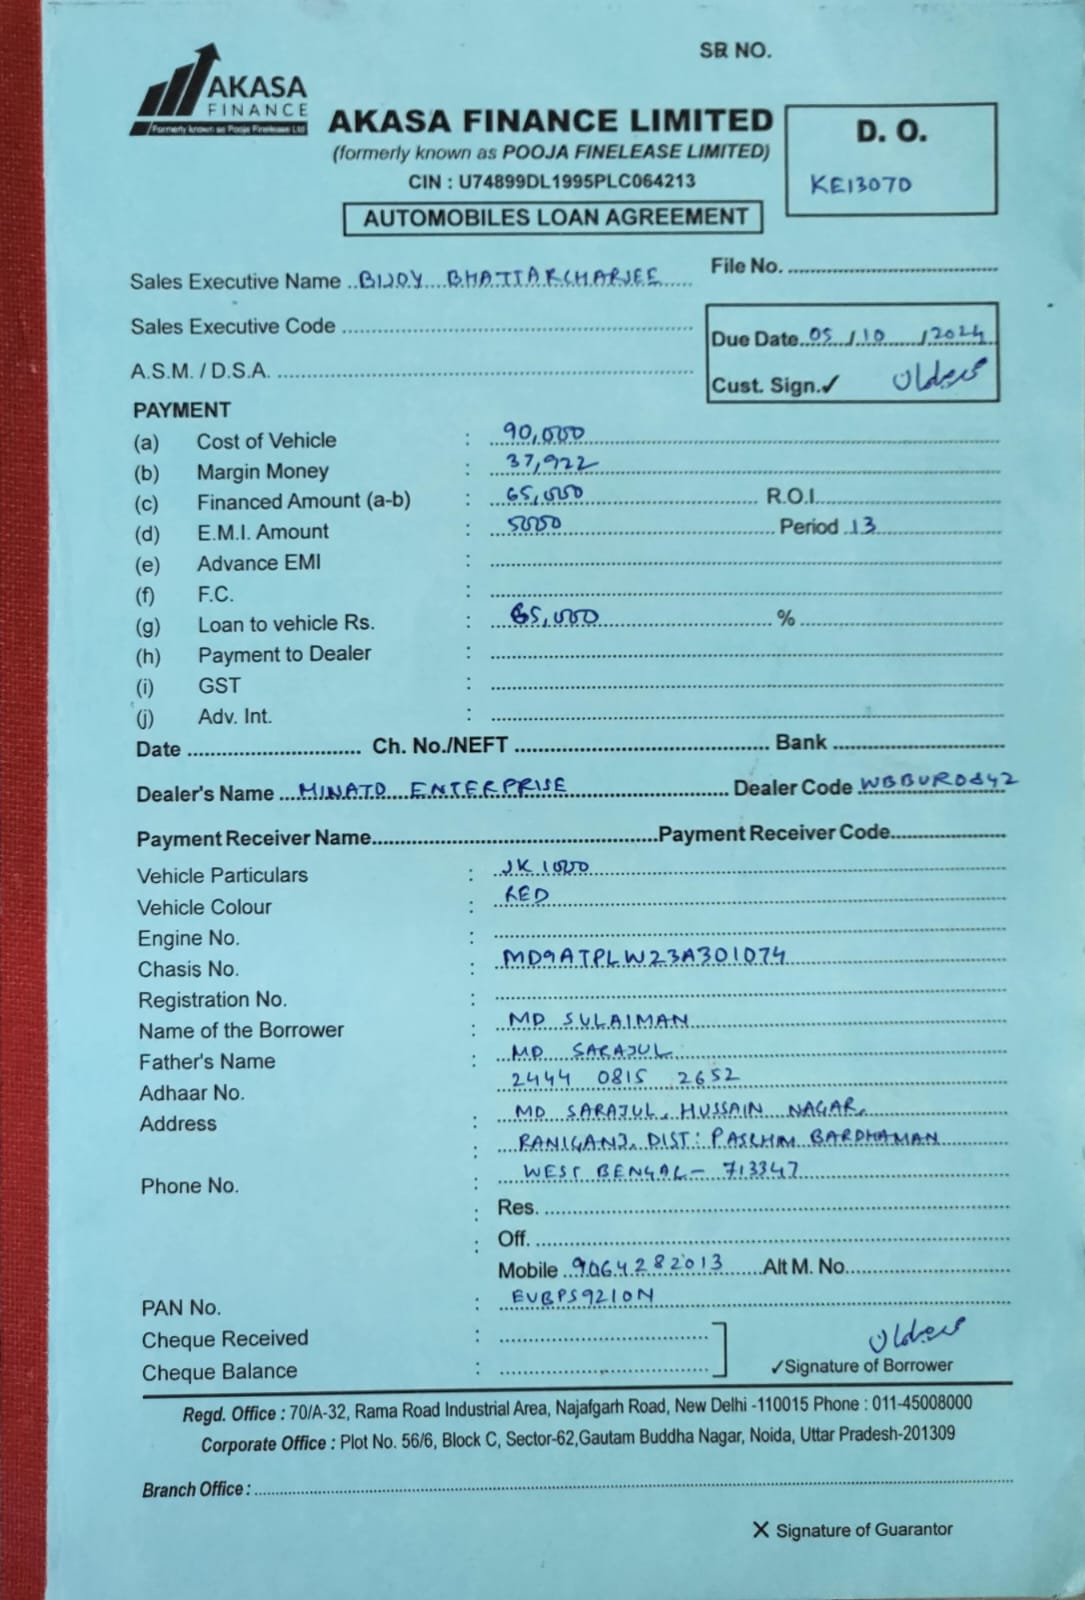 SR NO.
AKASA
FINANCE
Formerly known as Pooja Finelease Ltd
AKASA FINANCE LIMITED
(formerly known as POOJA FINELEASE LIMITED)
CIN : U74899DL1995PLC064213
AUTOMOBILES LOAN AGREEMENT
D. O.
KE13070
Sales Executive Name BIJOY BHATTARCHARJEE
File No.
Sales Executive Code
Due Date 05 / 10 / 2024
A.S.M. / D.S.A.
Cust. Sign.✓
PAYMENT
(a) Cost of Vehicle : 90,000
(b) Margin Money : 37,922
(c) Financed Amount (a-b) : 65,000 R.O.I.
(d) E.M.I. Amount : 5000 Period 13
(e) Advance EMI :
(f) F.C. :
(g) Loan to vehicle Rs. : 65,000 %
(h) Payment to Dealer :
(i) GST :
(j) Adv. Int. :
Date Ch. No./NEFT Bank
Dealer's Name MINATO ENTERPRISE Dealer Code WBBUR0842
Payment Receiver Name Payment Receiver Code
Vehicle Particulars : JK 1000
Vehicle Colour : RED
Engine No. :
Chasis No. : MD9ATPLW23A301074
Registration No. :
Name of the Borrower : MD SULAIMAN
Father's Name : MD SARAJUL
Adhaar No. 2444 0815 2652
Address : MD SARAJUL, HUSSAIN NAGAR,
: RANIGANJ, DIST: PASCHIM BARDHAMAN
WEST BENGAL - 713347
Phone No. :
: Res.
: Off.
Mobile 9064282013 Alt M. No.
PAN No. : EVBPS9210N
Cheque Received :
Cheque Balance :
✓Signature of Borrower
Regd. Office : 70/A-32, Rama Road Industrial Area, Najafgarh Road, New Delhi -110015 Phone : 011-45008000
Corporate Office : Plot No. 56/6, Block C, Sector-62,Gautam Buddha Nagar, Noida, Uttar Pradesh-201309
Branch Office :
X Signature of Guarantor